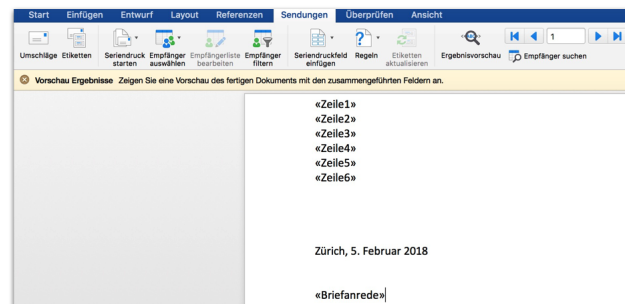 Start Einfügen Entwurf Layout Referenzen Sendungen Überprüfen Ansicht
Umschläge Etiketten Seriendruck starten Empfänger auswählen Empfängerliste bearbeiten Empfänger filtern Seriendruckfeld einfügen Regeln Etiketten aktualisieren Ergebnisvorschau 1 Empfänger suchen
Vorschau Ergebnisse Zeigen Sie eine Vorschau des fertigen Dokuments mit den zusammengeführten Feldern an.
«Zeile1»
«Zeile2»
«Zeile3»
«Zeile4»
«Zeile5»
«Zeile6»
Zürich, 5. Februar 2018
«Briefanrede»